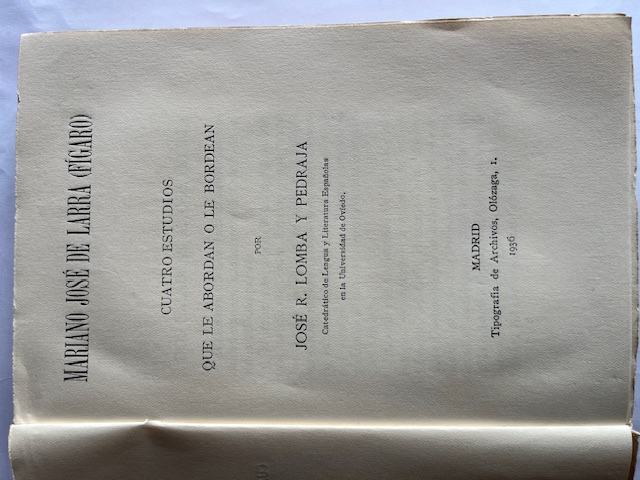 MARIANO JOSÉ DE LARRA (FÍGARO)
CUATRO ESTUDIOS
QUE LE ABORDAN O LE BORDEAN
POR
JOSÉ R. LOMBA Y PEDRAJA
Catedrático de Lengua y Literatura Españolas
en la Universidad de Oviedo.
MADRID
Tipografía de Archivos, Olózaga, 1.
1936